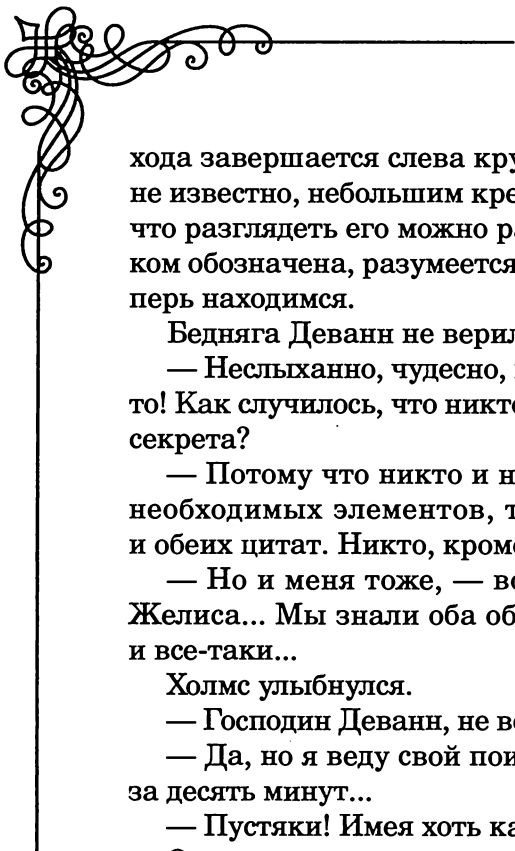 хода завершается слева кру
не известно, небольшим кре
что разглядеть его можно ра
ком обозначена, разумеется
перь находимся.
Бедняга Деванн не верил
— Неслыханно, чудесно,
то! Как случилось, что никто
секрета?
— Потому что никто и н
необходимых элементов, т
и обеих цитат. Никто, кроме
— Но и меня тоже, — во
Желиса... Мы знали оба об
и все-таки...
Холмс улыбнулся.
— Господин Деванн, не вс
— Да, но я веду свой пои
за десять минут...
— Пустяки! Имея хоть ка